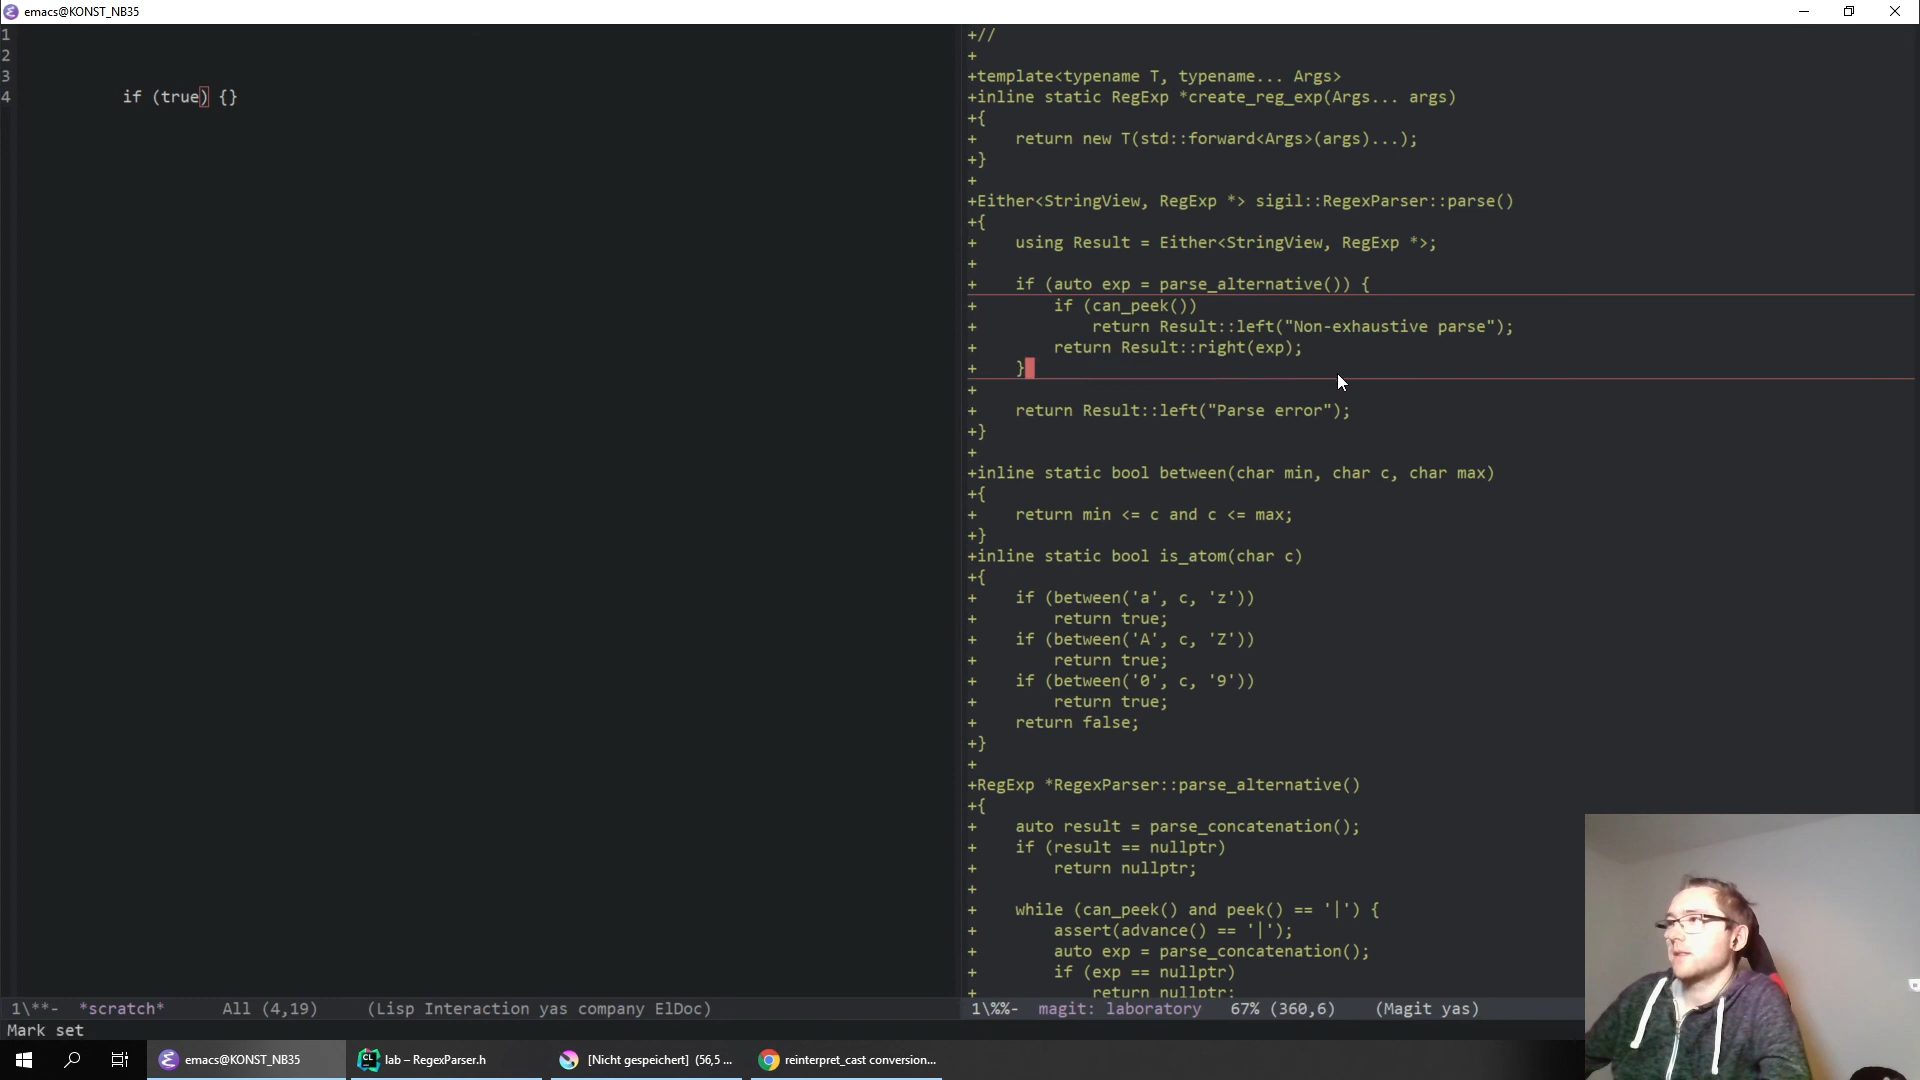 emacs@KONST_NB35
1
2
3
4 if (true) {}
+//
+
+template<typename T, typename... Args>
+inline static RegExp *create_reg_exp(Args... args)
+{
+    return new T(std::forward<Args>(args)...);
+}
+
+Either<StringView, RegExp *> sigil::RegexParser::parse()
+{
+    using Result = Either<StringView, RegExp *>;
+
+    if (auto exp = parse_alternative()) {
+        if (can_peek())
+            return Result::left("Non-exhaustive parse");
+        return Result::right(exp);
+    }
+
+    return Result::left("Parse error");
+}
+
+inline static bool between(char min, char c, char max)
+{
+    return min <= c and c <= max;
+}
+inline static bool is_atom(char c)
+{
+    if (between('a', c, 'z'))
+        return true;
+    if (between('A', c, 'Z'))
+        return true;
+    if (between('0', c, '9'))
+        return true;
+    return false;
+}
+
+RegExp *RegexParser::parse_alternative()
+{
+    auto result = parse_concatenation();
+    if (result == nullptr)
+        return nullptr;
+
+    while (can_peek() and peek() == '|') {
+        assert(advance() == '|');
+        auto exp = parse_concatenation();
+        if (exp == nullptr)
+            return nullptr;
1\**-  *scratch*      All (4,19)     (Lisp Interaction yas company ElDoc)
1\%%-  magit: laboratory   67% (360,6)    (Magit yas)
Mark set
emacs@KONST_NB35
lab – RegexParser.h
[Nicht gespeichert] (56,5 ...
reinterpret_cast conversion...